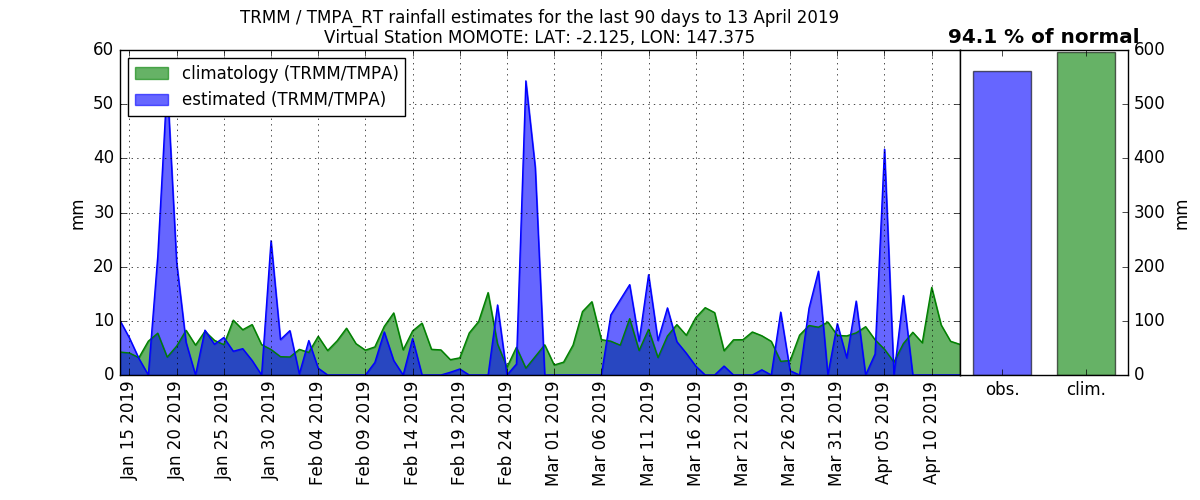 TRMM / TMPA_RT rainfall estimates for the last 90 days to 13 April 2019
Virtual Station MOMOTE: LAT: -2.125, LON: 147.375
94.1 % of normal
climatology (TRMM/TMPA)
estimated (TRMM/TMPA)
60
50
40
30
20
10
0
mm
Jan 15 2019
Jan 20 2019
Jan 25 2019
Jan 30 2019
Feb 04 2019
Feb 09 2019
Feb 14 2019
Feb 19 2019
Feb 24 2019
Mar 01 2019
Mar 06 2019
Mar 11 2019
Mar 16 2019
Mar 21 2019
Mar 26 2019
Mar 31 2019
Apr 05 2019
Apr 10 2019
obs.
clim.
600
500
400
300
200
100
0
mm